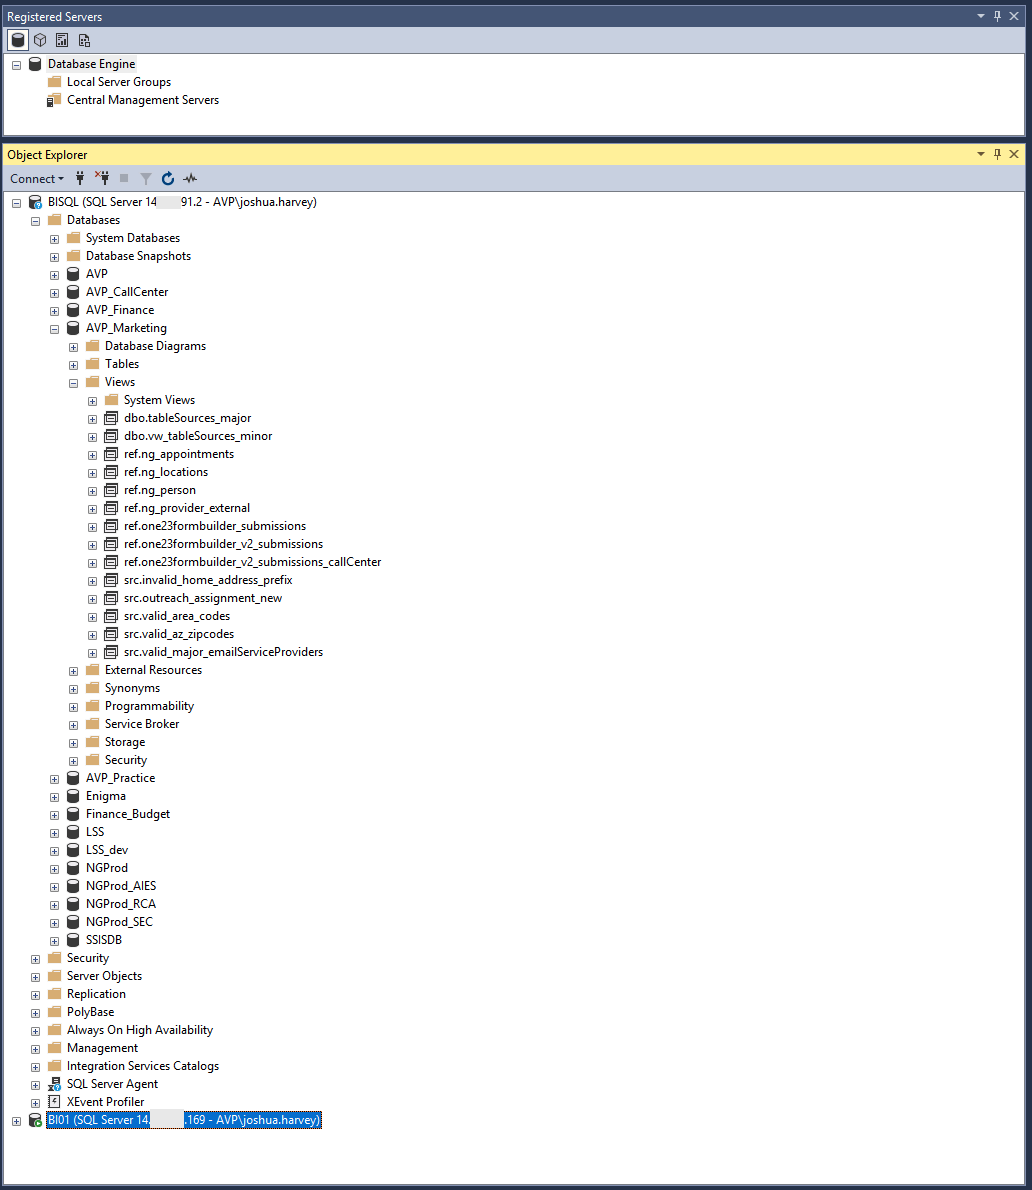 Registered Servers
Database Engine
Local Server Groups
Central Management Servers
Object Explorer
Connect
BISQL (SQL Server 14 91.2 - AVP\joshua.harvey)
Databases
System Databases
Database Snapshots
AVP
AVP_CallCenter
AVP_Finance
AVP_Marketing
Database Diagrams
Tables
Views
System Views
dbo.tableSources_major
dbo.vw_tableSources_minor
ref.ng_appointments
ref.ng_locations
ref.ng_person
ref.ng_provider_external
ref.one23formbuilder_submissions
ref.one23formbuilder_v2_submissions
ref.one23formbuilder_v2_submissions_callCenter
src.invalid_home_address_prefix
src.outreach_assignment_new
src.valid_area_codes
src.valid_az_zipcodes
src.valid_major_emailServiceProviders
External Resources
Synonyms
Programmability
Service Broker
Storage
Security
AVP_Practice
Enigma
Finance_Budget
LSS
LSS_dev
NGProd
NGProd_AIES
NGProd_RCA
NGProd_SEC
SSISDB
Security
Server Objects
Replication
PolyBase
Always On High Availability
Management
Integration Services Catalogs
SQL Server Agent
XEvent Profiler
BI01 (SQL Server 14. .169 - AVP\joshua.harvey)